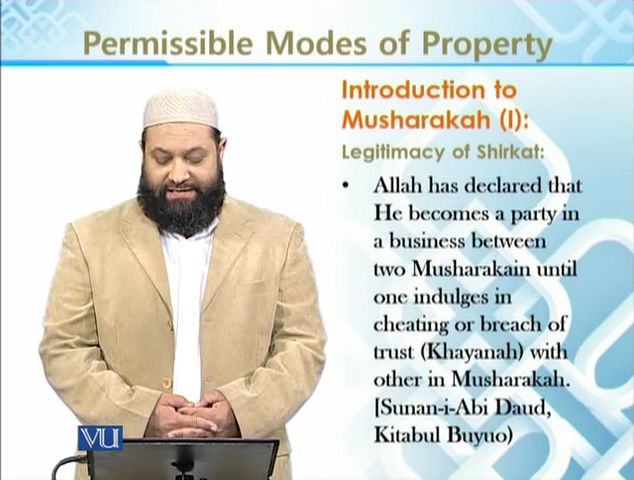 Permissible Modes of Property
Introduction to
Musharakah (I):
Legitimacy of Shirkat:
• Allah has declared that
He becomes a party in
a business between
two Musharakain until
one indulges in
cheating or breach of
trust (Khayanah) with
other in Musharakah.
[Sunan-i-Abi Daud,
Kitabul Buyuo)
VU